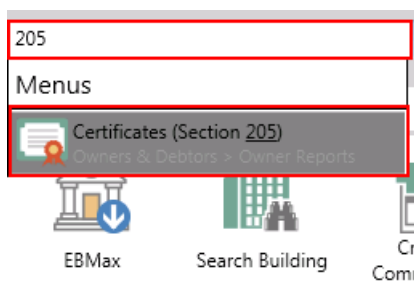 205
Menus
Certificates (Section 205)
Owners & Debtors > Owner Reports
EBMax
Search Building